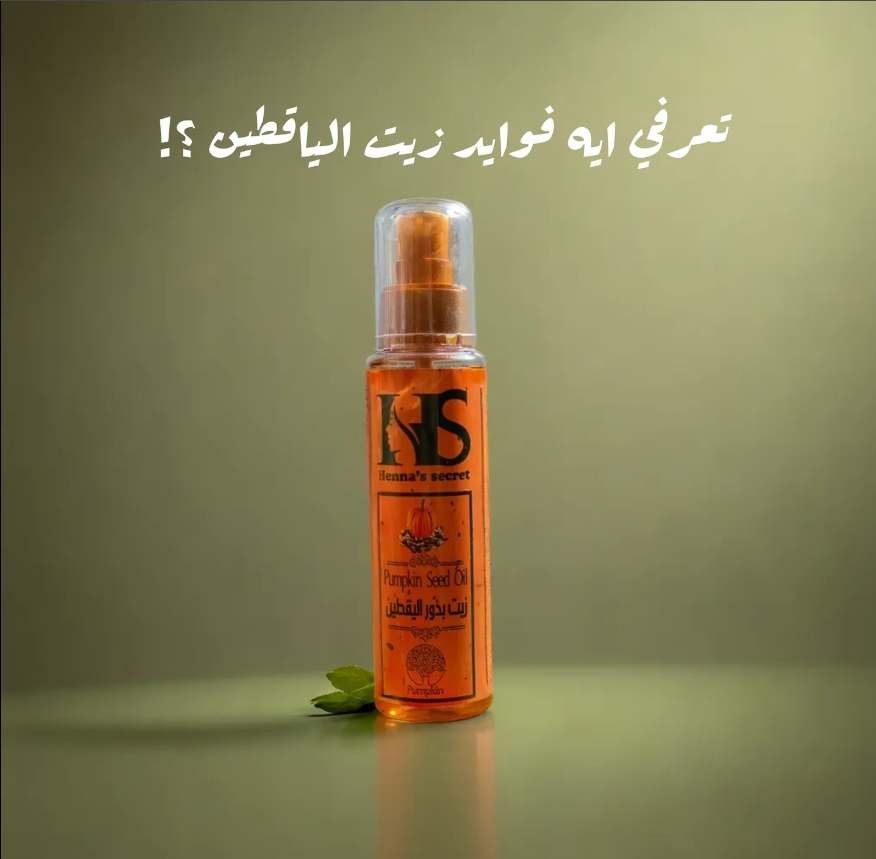 تعرفي ايه فوايد زيت الياقطين ؟!
HS
Henna's secret
Pumpkin Seed Oil
زيت بذور اليقطين
Pumpkin